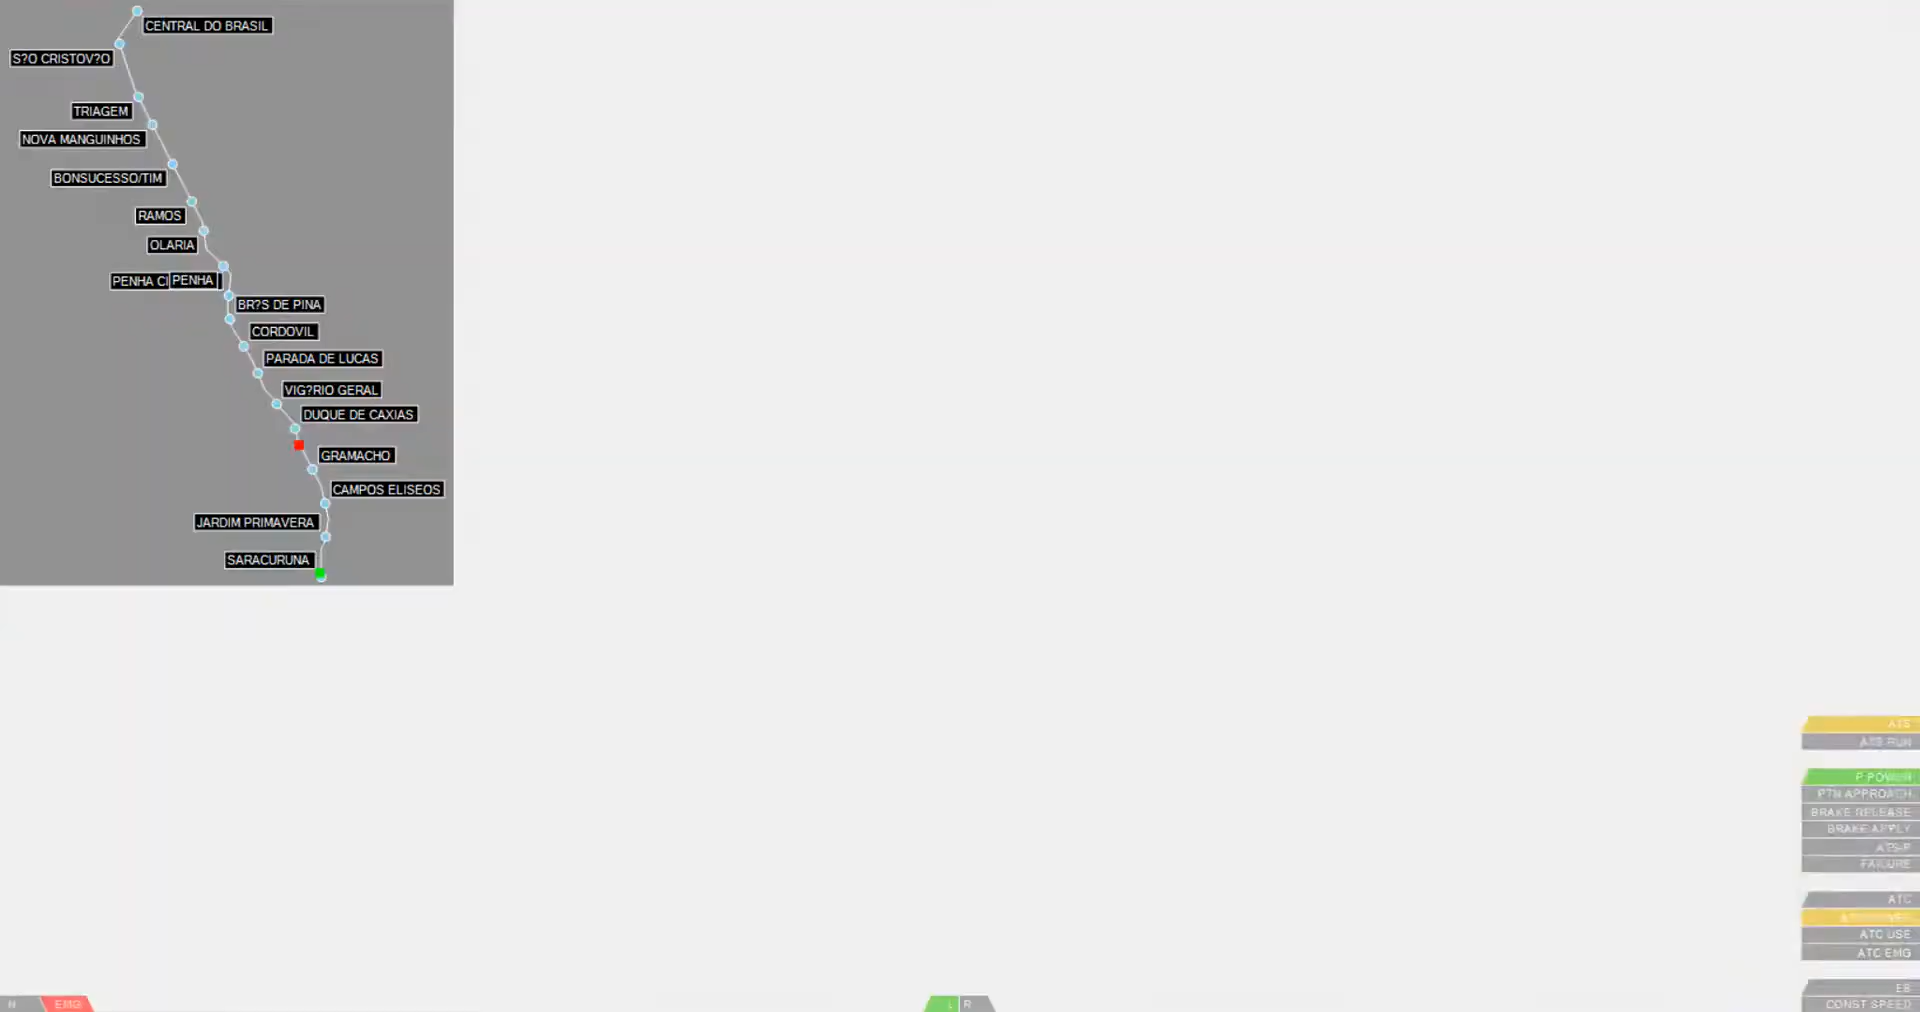 CENTRAL DO BRASIL
S?O CRISTOV?O
TRIAGEM
NOVA MANGUINHOS
BONSUCESSO/TIM
RAMOS
OLARIA
PENHA CI
PENHA
BR?S DE PINA
CORDOVIL
PARADA DE LUCAS
VIG?RIO GERAL
DUQUE DE CAXIAS
GRAMACHO
CAMPOS ELISEOS
JARDIM PRIMAVERA
SARACURUNA
ATS
ATS RUN
P POWER
PTN APPROACH
BRAKE RELEASE
BRAKE APPLY
ATS-P
FAILURE
ATC
ATC USE
ATC EMG
EB
CONST SPEED
N EMG
L R